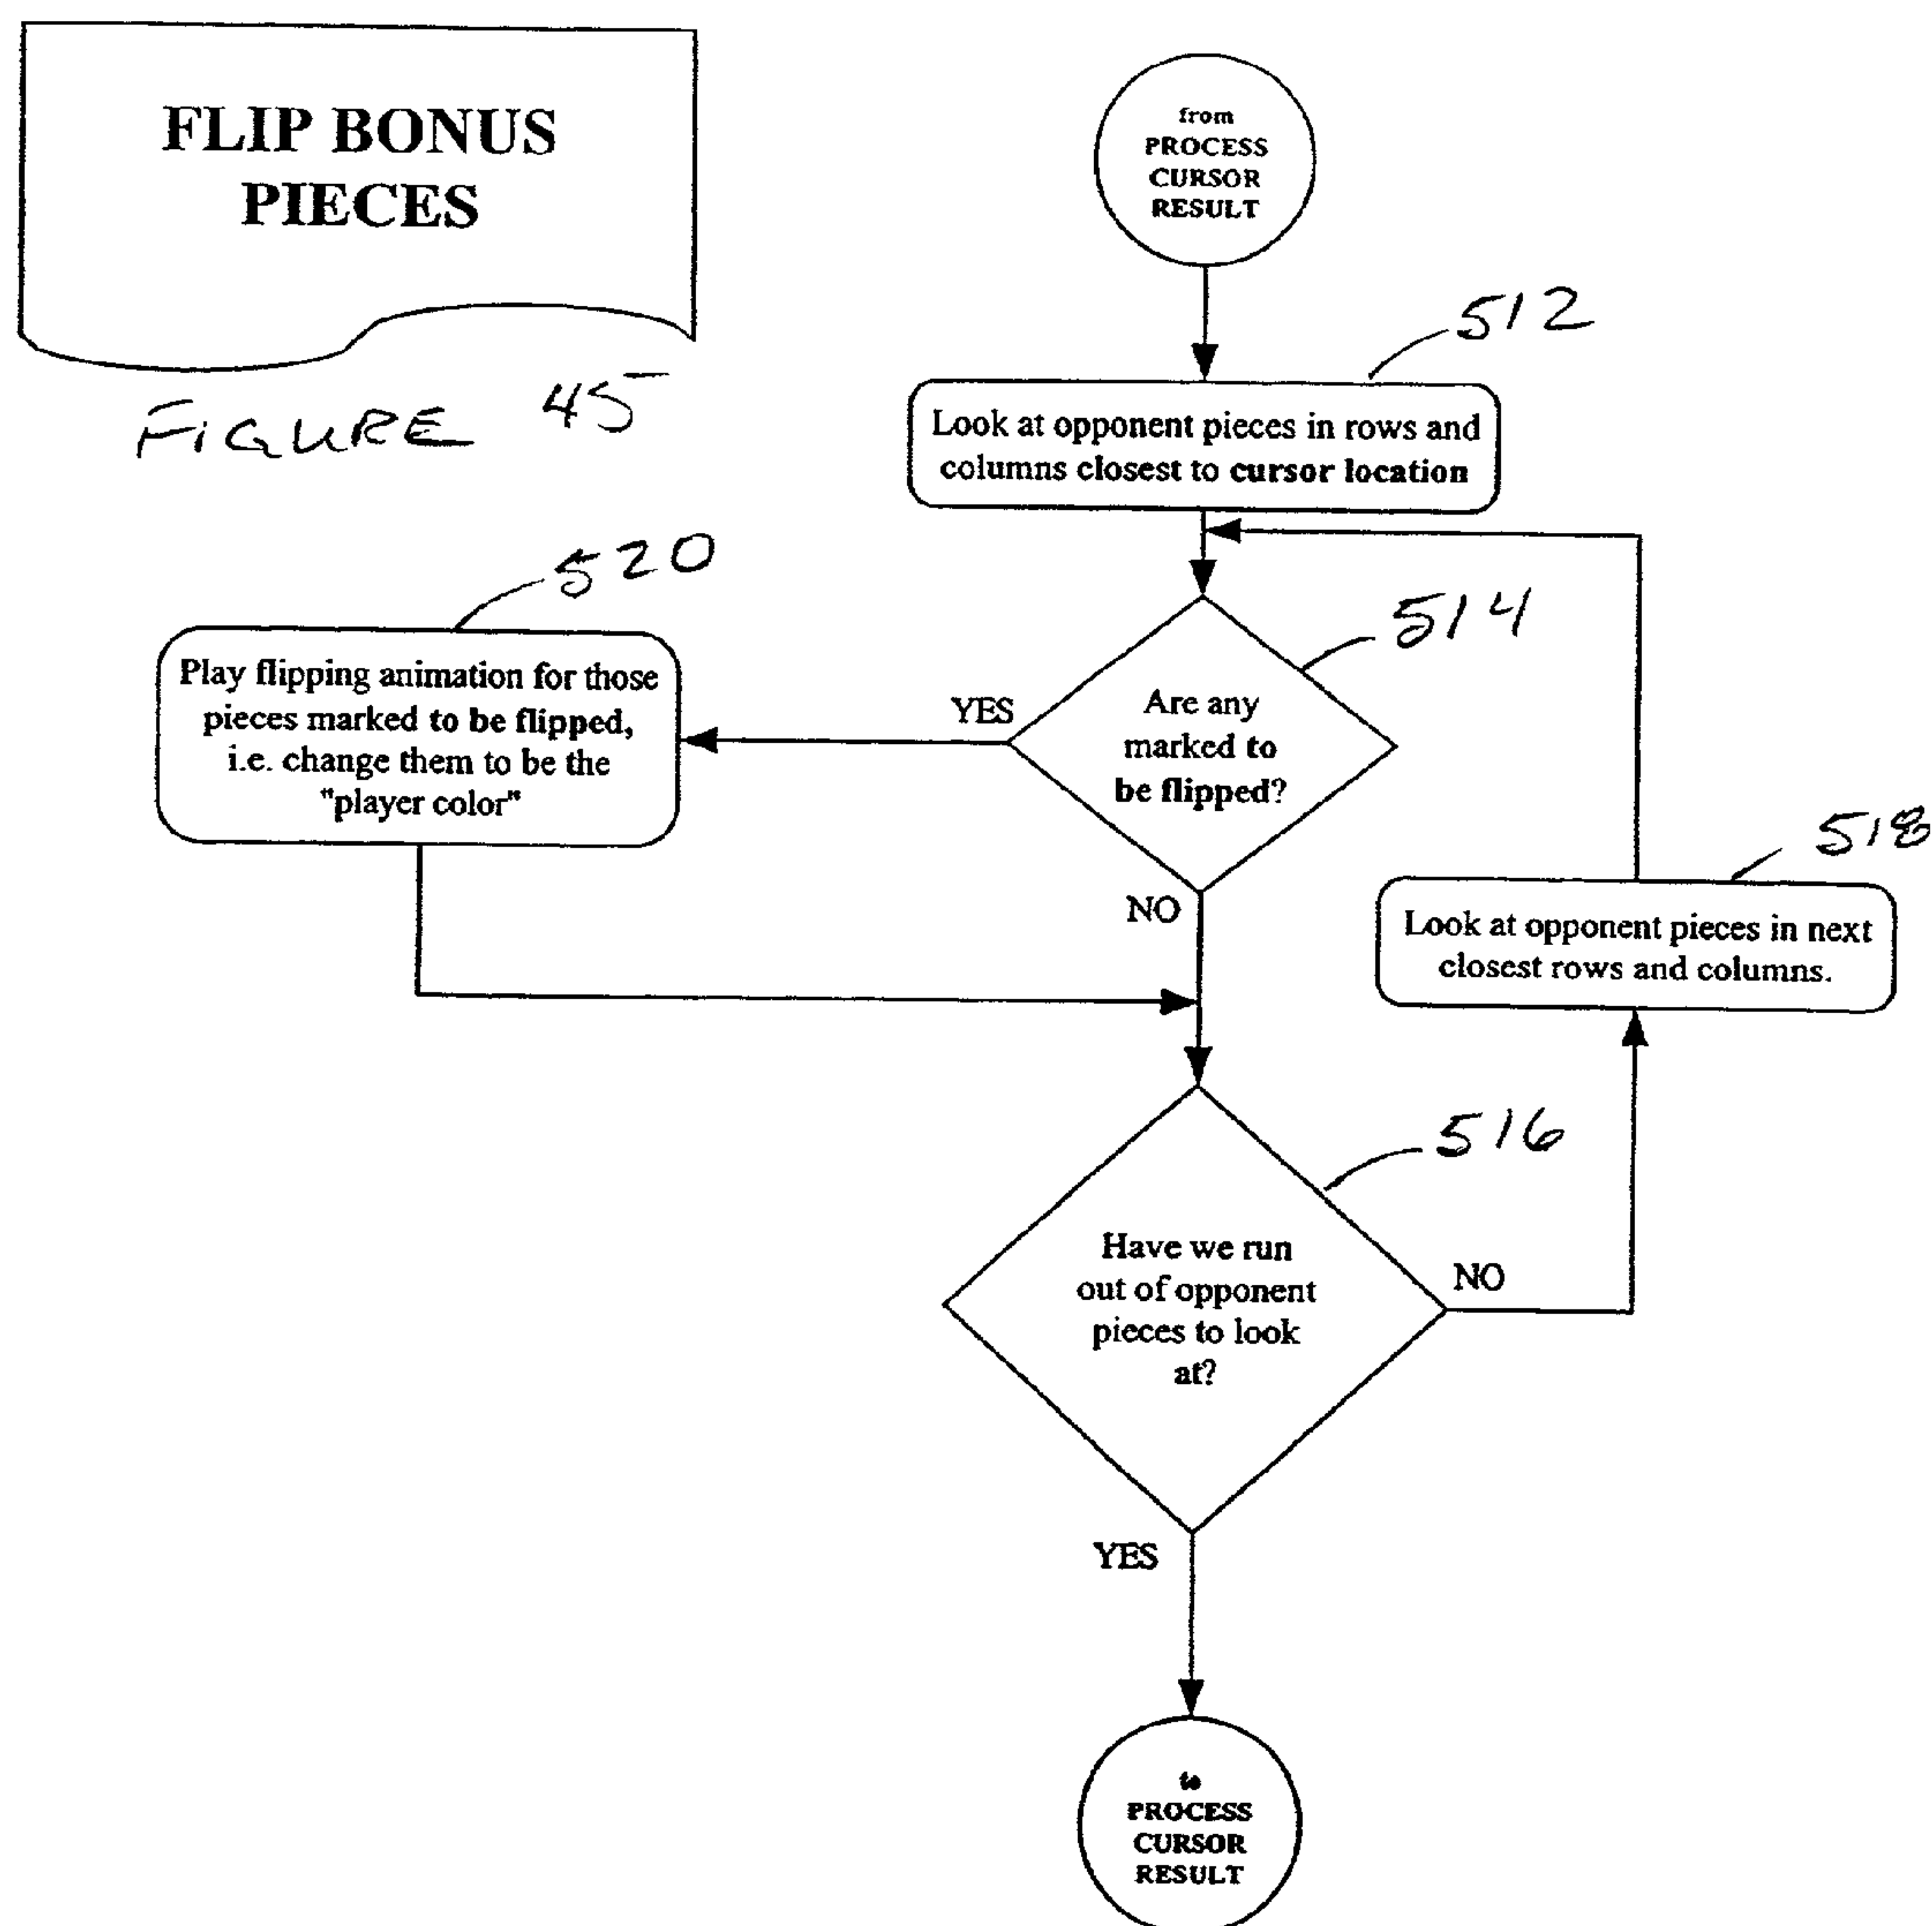 FLIP BONUS
PIECES
FIGURE 45
from
PROCESS
CURSOR
RESULT
512
Look at opponent pieces in rows and
columns closest to cursor location
520
Play flipping animation for those
pieces marked to be flipped,
i.e. change them to be the
"player color"
514
YES
Are any
marked to
be flipped?
NO
518
Look at opponent pieces in next
closest rows and columns.
516
Have we run
out of opponent
pieces to look
at?
NO
YES
to
PROCESS
CURSOR
RESULT